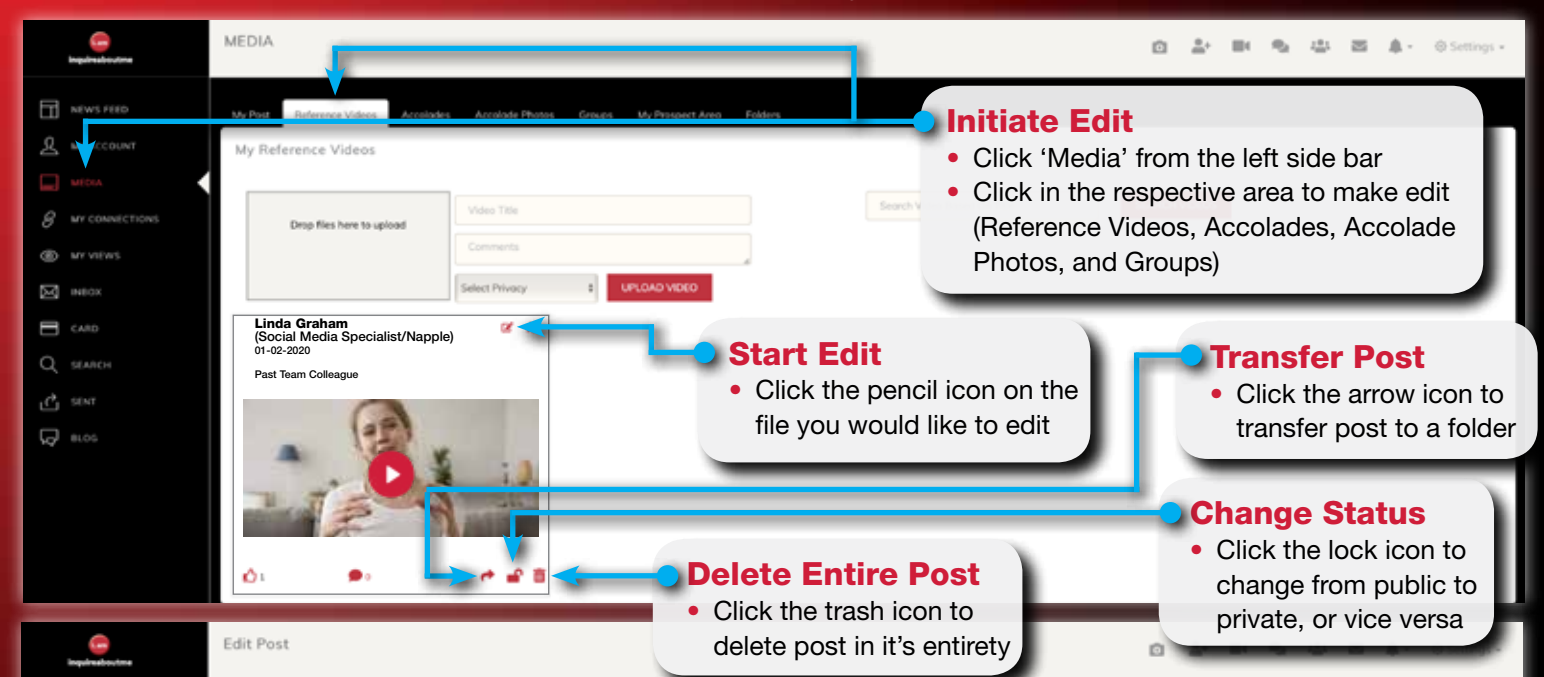 I am
inquireaboutme
MEDIA
Settings
NEWS FEED
MY ACCOUNT
MEDIA
MY CONNECTIONS
MY VIEWS
INBOX
CARD
SEARCH
SENT
BLOG
My Post Reference Videos Accolades Accolade Photos Groups My Prospect Area Folders
My Reference Videos
Drop files here to upload
Video Title
Comments
Select Privacy
UPLOAD VIDEO
Search V
Linda Graham
(Social Media Specialist/Napple)
01-02-2020
Past Team Colleague
1
0
Initiate Edit
• Click ‘Media’ from the left side bar
• Click in the respective area to make edit
(Reference Videos, Accolades, Accolade
Photos, and Groups)
Start Edit
• Click the pencil icon on the
file you would like to edit
Transfer Post
• Click the arrow icon to
transfer post to a folder
Change Status
• Click the lock icon to
change from public to
private, or vice versa
Delete Entire Post
• Click the trash icon to
delete post in it’s entirety
I am
inquireaboutme
Edit Post